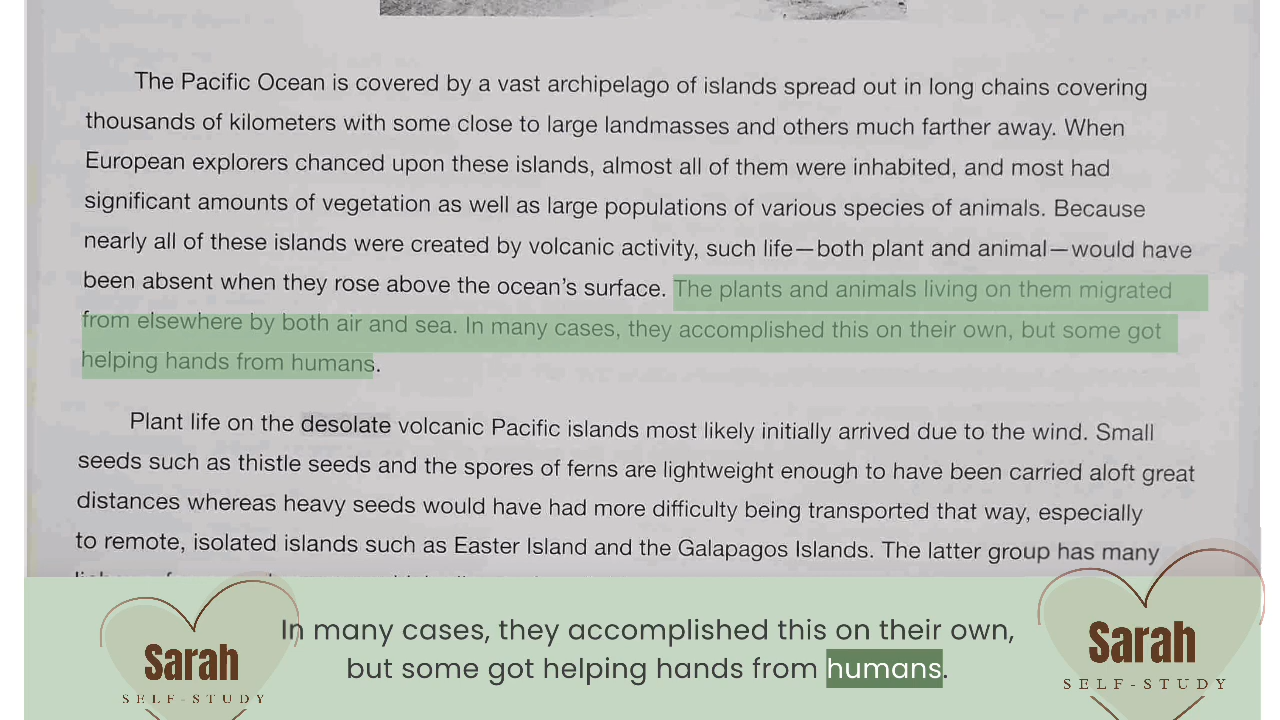 The Pacific Ocean is covered by a vast archipelago of islands spread out in long chains covering
thousands of kilometers with some close to large landmasses and others much farther away. When
European explorers chanced upon these islands, almost all of them were inhabited, and most had
significant amounts of vegetation as well as large populations of various species of animals. Because
nearly all of these islands were created by volcanic activity, such life—both plant and animal—would have
been absent when they rose above the ocean's surface. The plants and animals living on them migrated
from elsewhere by both air and sea. In many cases, they accomplished this on their own, but some got
helping hands from humans.
Plant life on the desolate volcanic Pacific islands most likely initially arrived due to the wind. Small
seeds such as thistle seeds and the spores of ferns are lightweight enough to have been carried aloft great
distances whereas heavy seeds would have had more difficulty being transported that way, especially
to remote, isolated islands such as Easter Island and the Galapagos Islands. The latter group has many
In many cases, they accomplished this on their own,
but some got helping hands from humans.
Sarah
SELF-STUDY
Sarah
SELF-STUDY